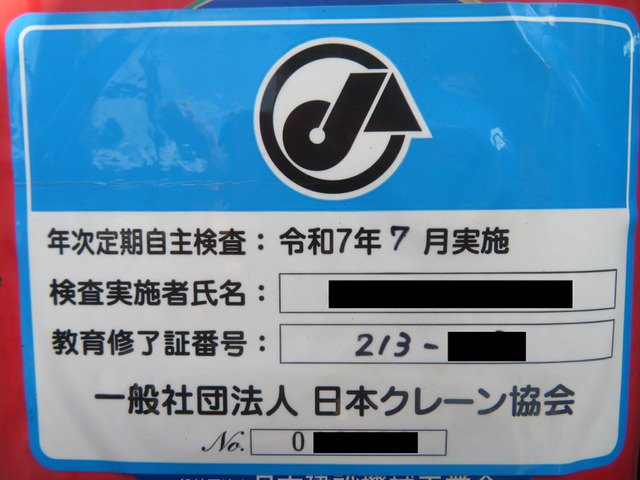 年次定期自主検査：令和7年7月実施
検査実施者氏名：
教育修了証番号：213-
一般社団法人 日本クレーン協会
No. 0